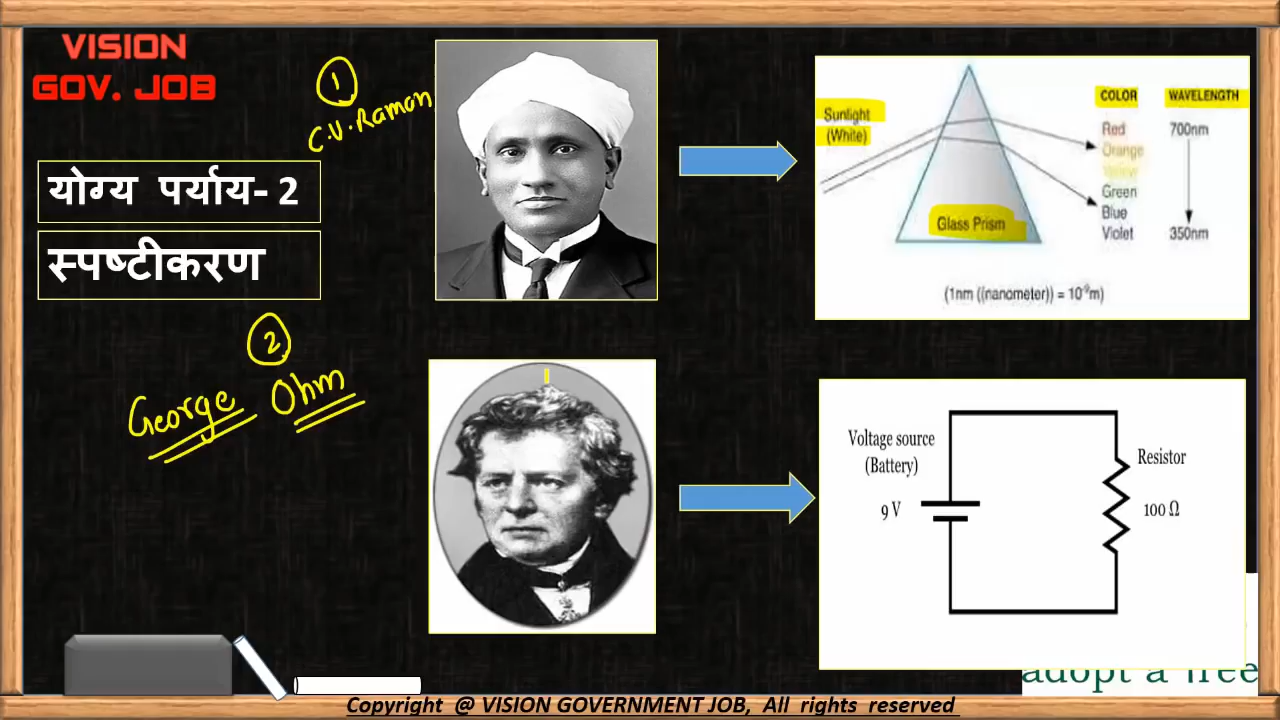 VISION
GOV. JOB
1
C.V. Raman
योग्य पर्याय- 2
स्पष्टीकरण
Sunlight
(White)
Glass Prism
COLOR WAVELENGTH
Red 700nm
Orange
Yellow
Green
Blue
Violet 350nm
(1nm ((nanometer)) = 10⁻⁹m)
2
George Ohm
Voltage source
(Battery)
9 V
Resistor
100 Ω
adopt a free
Copyright @ VISION GOVERNMENT JOB, All rights reserved